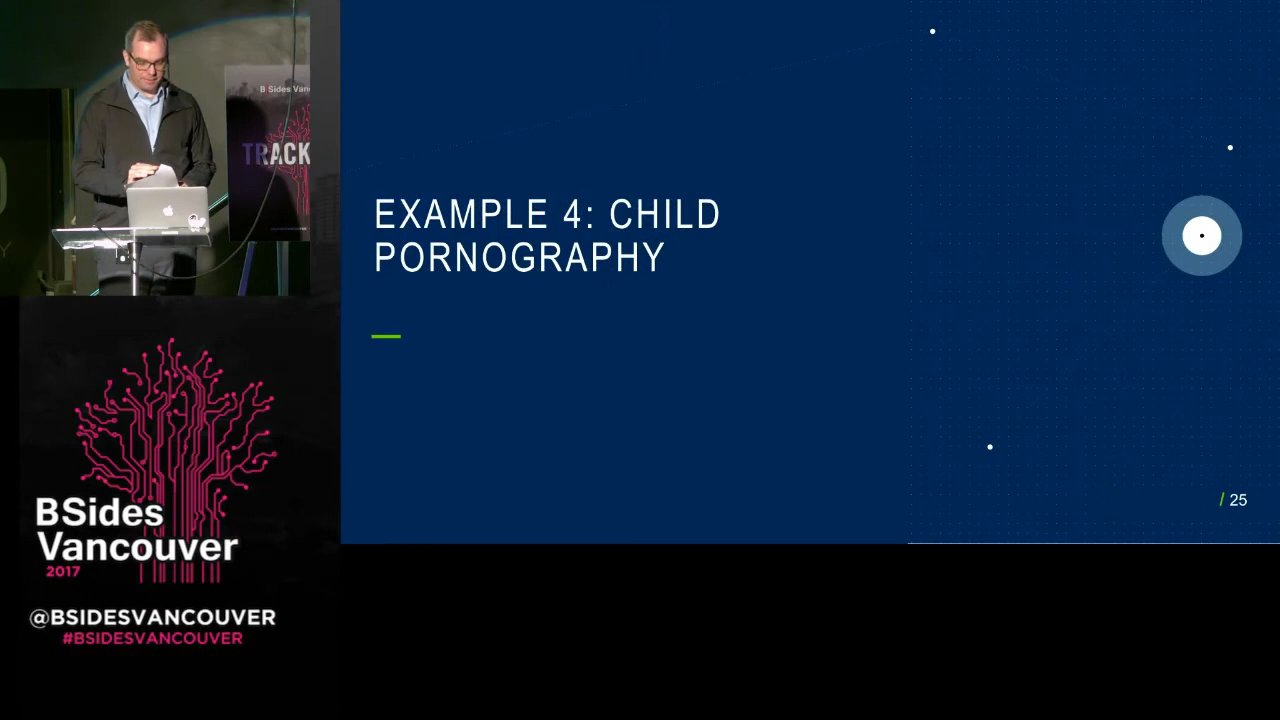 B Sides Van
TRACK
EXAMPLE 4: CHILD
PORNOGRAPHY
/ 25
BSides
Vancouver
2017
@BSIDESVANCOUVER
#BSIDESVANCOUVER